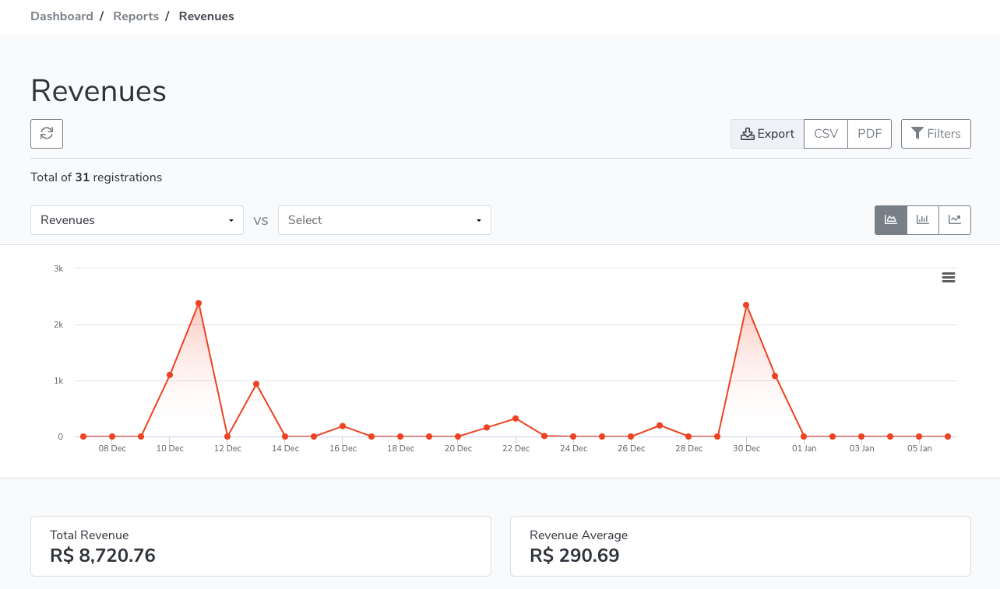 Dashboard / Reports / Revenues
Revenues
Export CSV PDF Filters
Total of 31 registrations
Revenues VS Select
3k
2k
1k
0
08 Dec 10 Dec 12 Dec 14 Dec 16 Dec 18 Dec 20 Dec 22 Dec 24 Dec 26 Dec 28 Dec 30 Dec 01 Jan 03 Jan 05 Jan
Total Revenue
R$ 8,720.76
Revenue Average
R$ 290.69